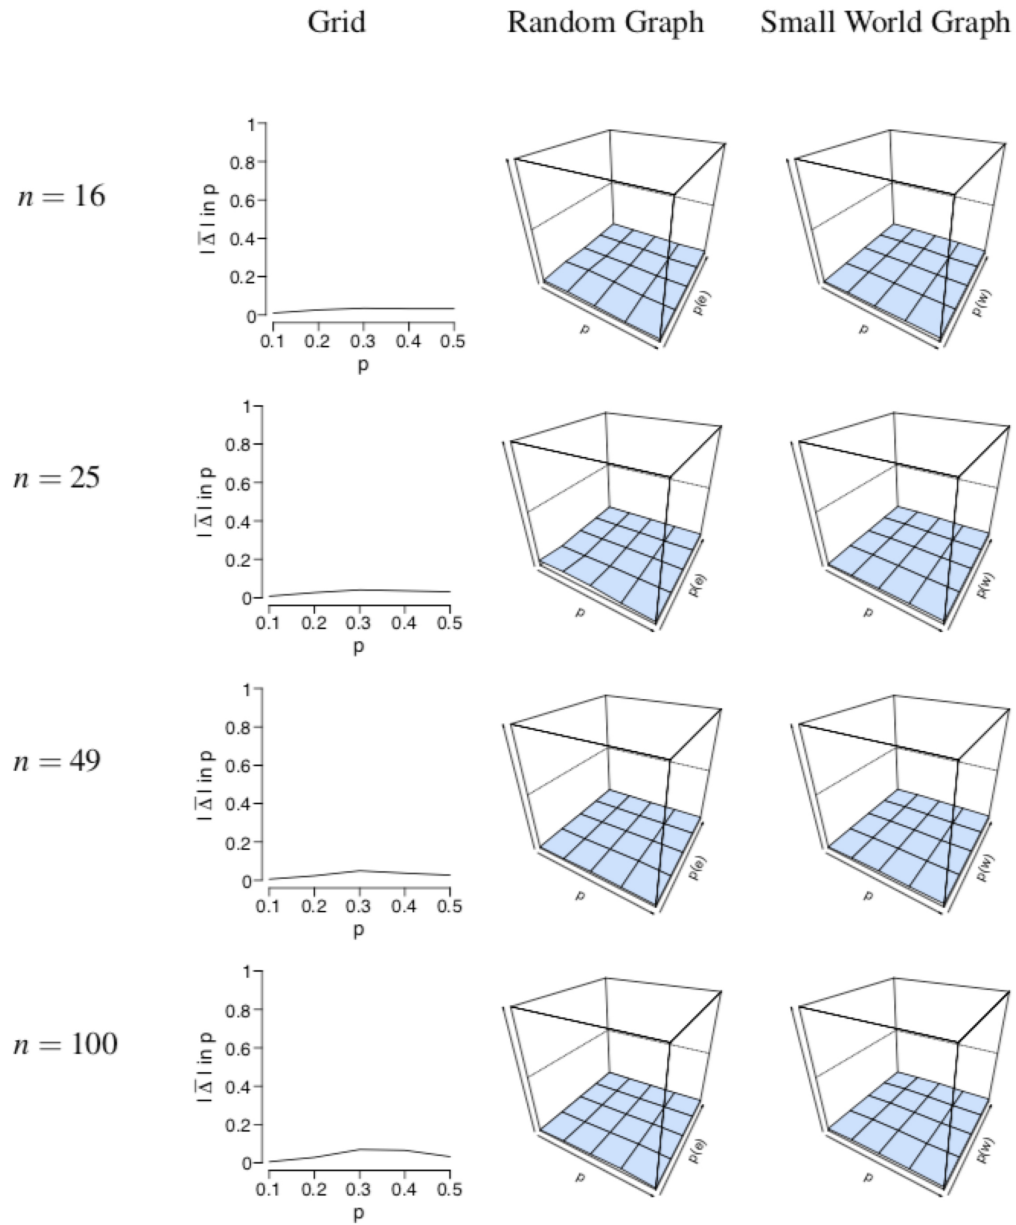 Grid Random Graph Small World Graph
n = 16
1
0.8
0.6
0.4
0.2
0
| Δ̅ | in p
0.1 0.2 0.3 0.4 0.5
p
p
p(e)
p
p(w)
n = 25
1
0.8
0.6
0.4
0.2
0
| Δ̅ | in p
0.1 0.2 0.3 0.4 0.5
p
p
p(e)
p
p(w)
n = 49
1
0.8
0.6
0.4
0.2
0
| Δ̅ | in p
0.1 0.2 0.3 0.4 0.5
p
p
p(e)
p
p(w)
n = 100
1
0.8
0.6
0.4
0.2
0
| Δ̅ | in p
0.1 0.2 0.3 0.4 0.5
p
p
p(e)
p
p(w)